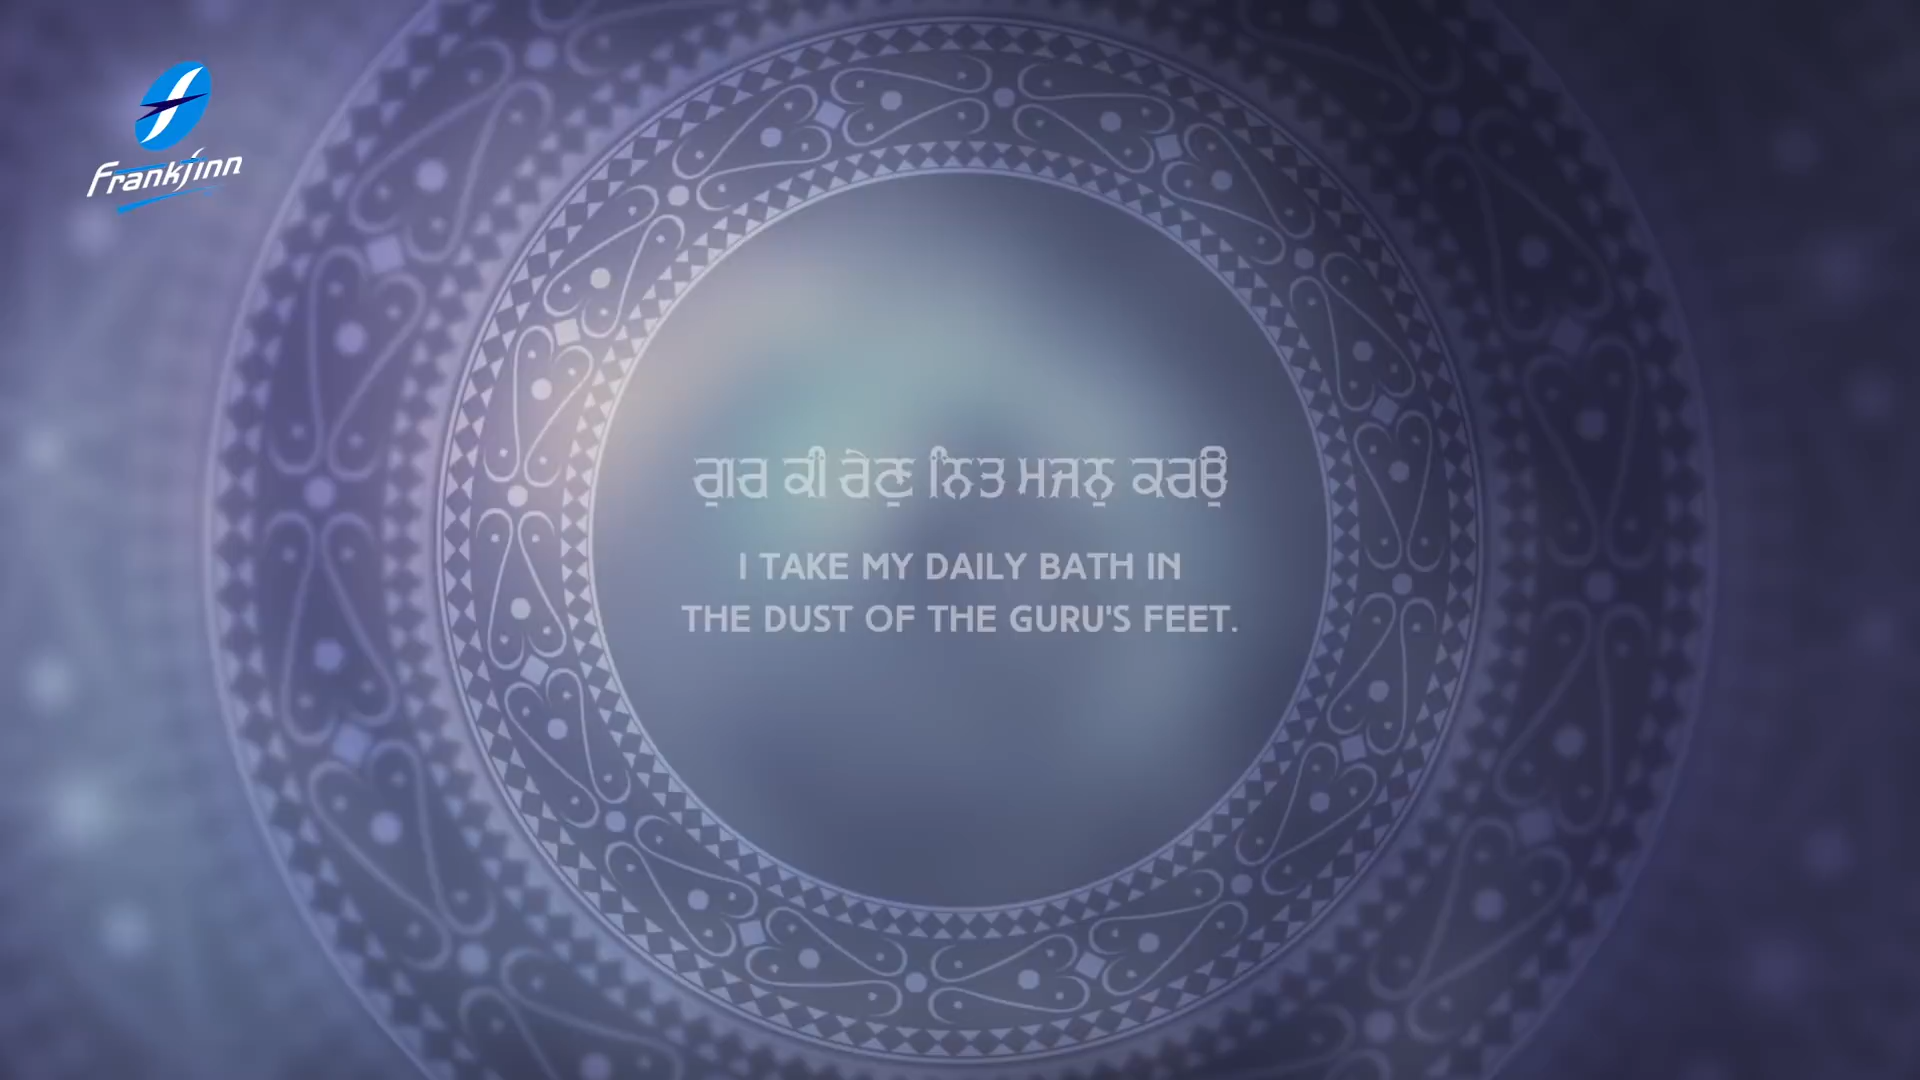 Frankfinn
ਗੁਰ ਕੀ ਰੇਣੁ ਨਿਤ ਮਜਨੁ ਕਰਉ
I TAKE MY DAILY BATH IN
THE DUST OF THE GURU'S FEET.